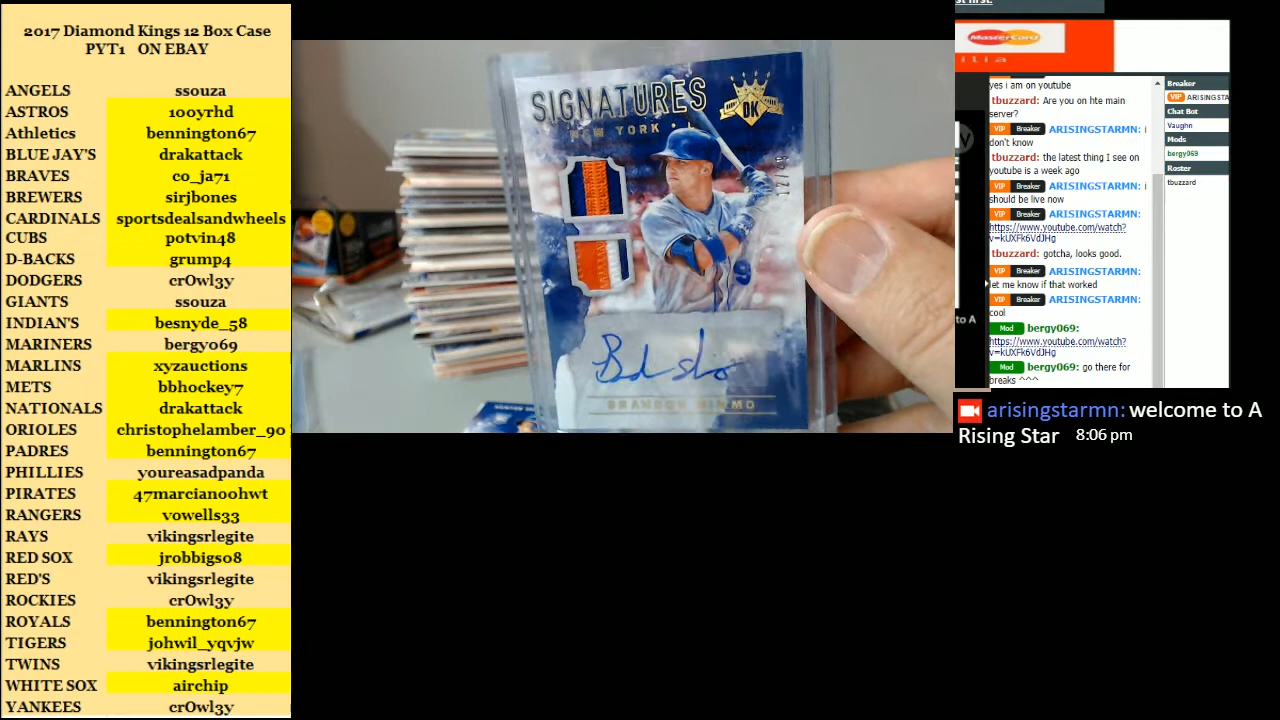 2017 Diamond Kings 12 Box Case
PYT1 ON EBAY
ANGELS ssouza
ASTROS 100yrhd
Athletics bennington67
BLUE JAY'S drakattack
BRAVES co_ja71
BREWERS sirjbones
CARDINALS sportsdealsandwheels
CUBS potvin48
D-BACKS grump4
DODGERS crOwl3y
GIANTS ssouza
INDIAN'S besnyde_58
MARINERS bergy069
MARLINS xyzauctions
METS bbhockey7
NATIONALS drakattack
ORIOLES christophelamber_90
PADRES bennington67
PHILLIES youreasadpanda
PIRATES 47marcianoohwt
RANGERS vowells33
RAYS vikingsrlegite
RED SOX jrobbigs08
RED'S vikingsrlegite
ROCKIES crOwl3y
ROYALS bennington67
TIGERS johwil_yqvjw
TWINS vikingsrlegite
WHITE SOX airchip
YANKEES crOwl3y
SIGNATURES
DK
NEW YORK
BRANDON NIMMO
MasterCard
yes i am on youtube
tbuzzard: Are you on hte main
server?
VIP Breaker ARISINGSTARMN: i
don't know
tbuzzard: the latest thing I see on
youtube is a week ago
VIP Breaker ARISINGSTARMN: i
should be live now
VIP Breaker ARISINGSTARMN:
https://www.youtube.com/watch?
v=kUXFk6VdJHg
tbuzzard: gotcha, looks good.
VIP Breaker ARISINGSTARMN:
let me know if that worked
VIP Breaker ARISINGSTARMN:
cool
Mod bergy069:
https://www.youtube.com/watch?
v=kUXFk6VdJHg
Mod bergy069: go there for
breaks ^^^
Breaker
VIP ARISINGSTA
Chat Bot
Vaughn
Mods
bergy069
Roster
tbuzzard
to A
arisingstarmn: welcome to A
Rising Star 8:06 pm